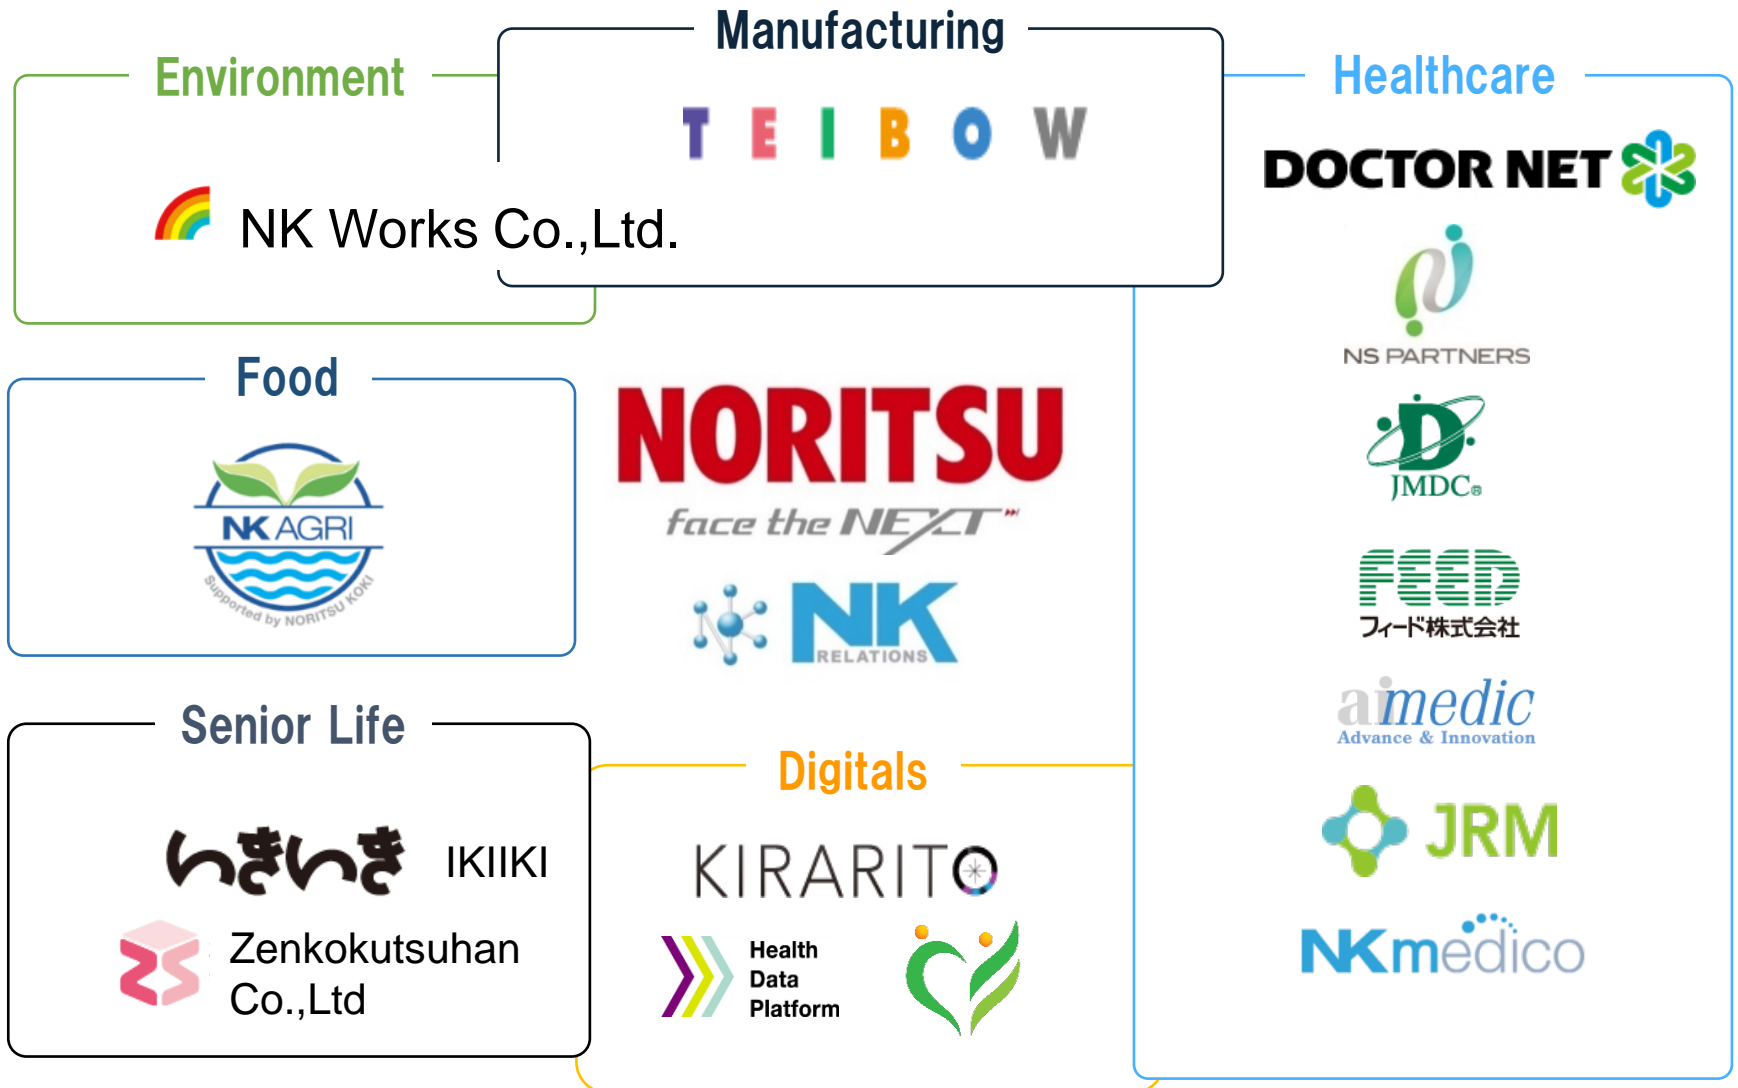 Manufacturing
Environment
Healthcare
TEIBOW
DOCTOR NET
NK Works Co.,Ltd.
NS PARTNERS
Food
NORITSU
face the NEXT
JMDC®
NK AGRI
Supported by NORITSU KOKI
FEED
フィード株式会社
NK
RELATIONS
aimedic
Advance & Innovation
Senior Life
Digitals
いきいき IKIIKI
KIRARITO
JRM
Zenkokutsuhan
Co.,Ltd
Health
Data
Platform
NKmedico